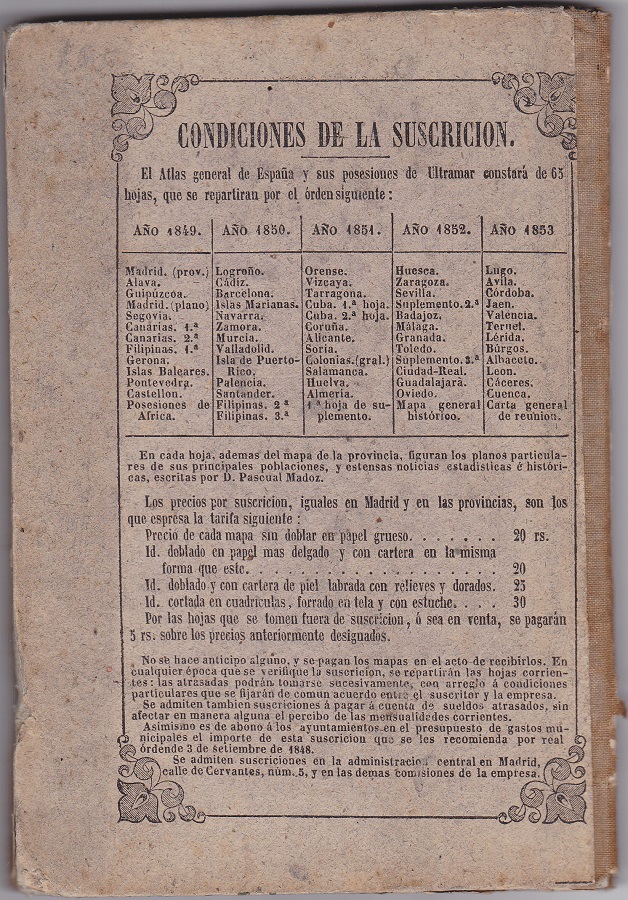 CONDICIONES DE LA SUSCRICION.
El Atlas general de España y sus posesiones de Ultramar constará de 65
hojas, que se repartiran por el órden siguiente:
AÑO 1849.
Madrid. (prov.)
Alava.
Guipúzcoa.
Madrid. (plano)
Segovia.
Canarias. 1.ª
Canarias. 2.ª
Filipinas. 1.ª
Gerona.
Islas Baleares.
Pontevedra.
Castellon.
Posesiones de
Africa.
AÑO 1850.
Logroño.
Cádiz.
Barcelona.
Islas Marianas.
Navarra.
Zamora.
Murcia.
Valladolid.
Isla de Puerto-
Rico.
Palencia.
Santander.
Filipinas. 2ª
Filipinas. 3.ª
AÑO 1851.
Orense.
Vizcaya.
Tarragona.
Cuba. 1.ª hoja.
Cuba. 2.ª hoja.
Coruña.
Alicante.
Soria.
Colonias.(gral.)
Salamanca.
Huelva.
Almeria.
1.ª hoja de su-
plemento.
AÑO 1852.
Huesca.
Zaragoza.
Sevilla.
Suplemento. 2.ª
Badajoz.
Málaga.
Granada.
Toledo.
Suplemento. 3.ª
Ciudad-Real.
Guadalajara.
Oviedo.
Mapa general
histórico.
AÑO 1853
Lugo.
Avila.
Córdoba.
Jaen.
Valencia.
Teruel.
Lérida.
Búrgos.
Albacete.
Leon.
Cáceres.
Cuenca.
Carta general
de reunion.
En cada hoja, ademas del mapa de la provincia, figuran los planos particula-
res de sus principales poblaciones, y estensas noticias estadisticas é históri-
cas, escritas por D. Pascual Madoz.
Los precios por suscricion, iguales en Madrid y en las provincias, son los
que espresa la tarifa siguiente:
Precio de cada mapa sin doblar en papel grueso. . . . . . . 20 rs.
Id. doblado en papel mas delgado y con cartera en la misma
forma que este. . . . . . . . . . . . . . . . . . . . 20
Id. doblado y con cartera de piel labrada con relieves y dorados. 25
Id. cortada en cuadriculas, forrado en tela y con estuche. . . . 30
Por las hojas que se tomen fuera de suscricion, ó sea en venta, se pagarán
5 rs. sobre los precios anteriormente designados.
No se hace anticipo alguno, y se pagan los mapas en el acto de recibirlos. En
cualquier época que se verifique la suscricion, se repartirán las hojas corrien-
tes: las atrasadas podrán tomarse sucesivamente, con arreglo á condiciones
particulares que se fijarán de comun acuerdo entre el suscritor y la empresa.
Se admiten tambien suscriciones á pagar á cuenta de sueldos atrasados, sin
afectar en manera alguna el percibo de las mensualidades corrientes.
Asimismo es de abono á los ayuntamientos en el presupuesto de gastos mu-
nicipales el importe de esta suscricion que se les recomienda por real
órden de 3 de setiembre de 1848.
Se admiten suscriciones en la administracion central en Madrid,
calle de Cervantes, núm. 5, y en las demas comisiones de la empresa.